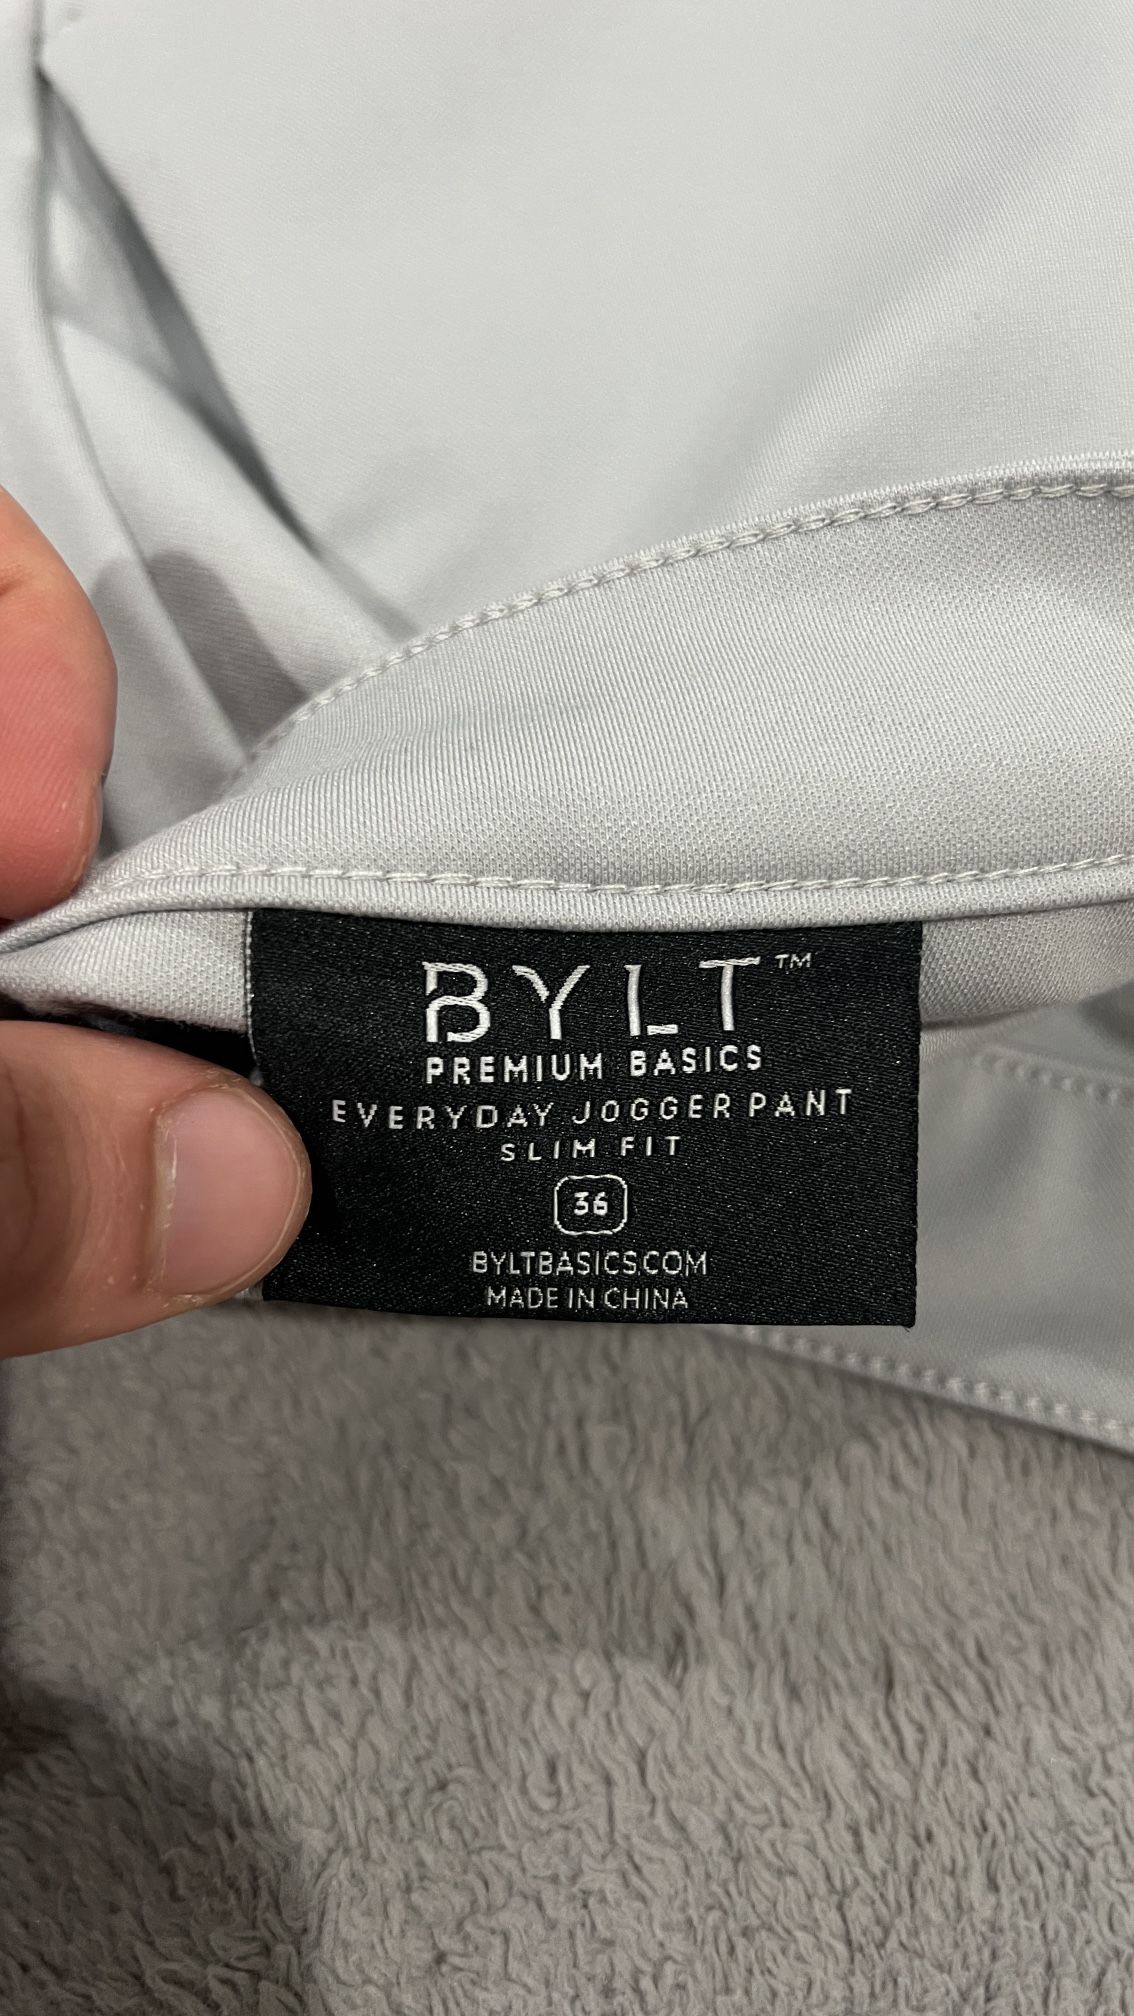 BYLT™
PREMIUM BASICS
EVERYDAY JOGGER PANT
SLIM FIT
36
BYLTBASICS.COM
MADE IN CHINA